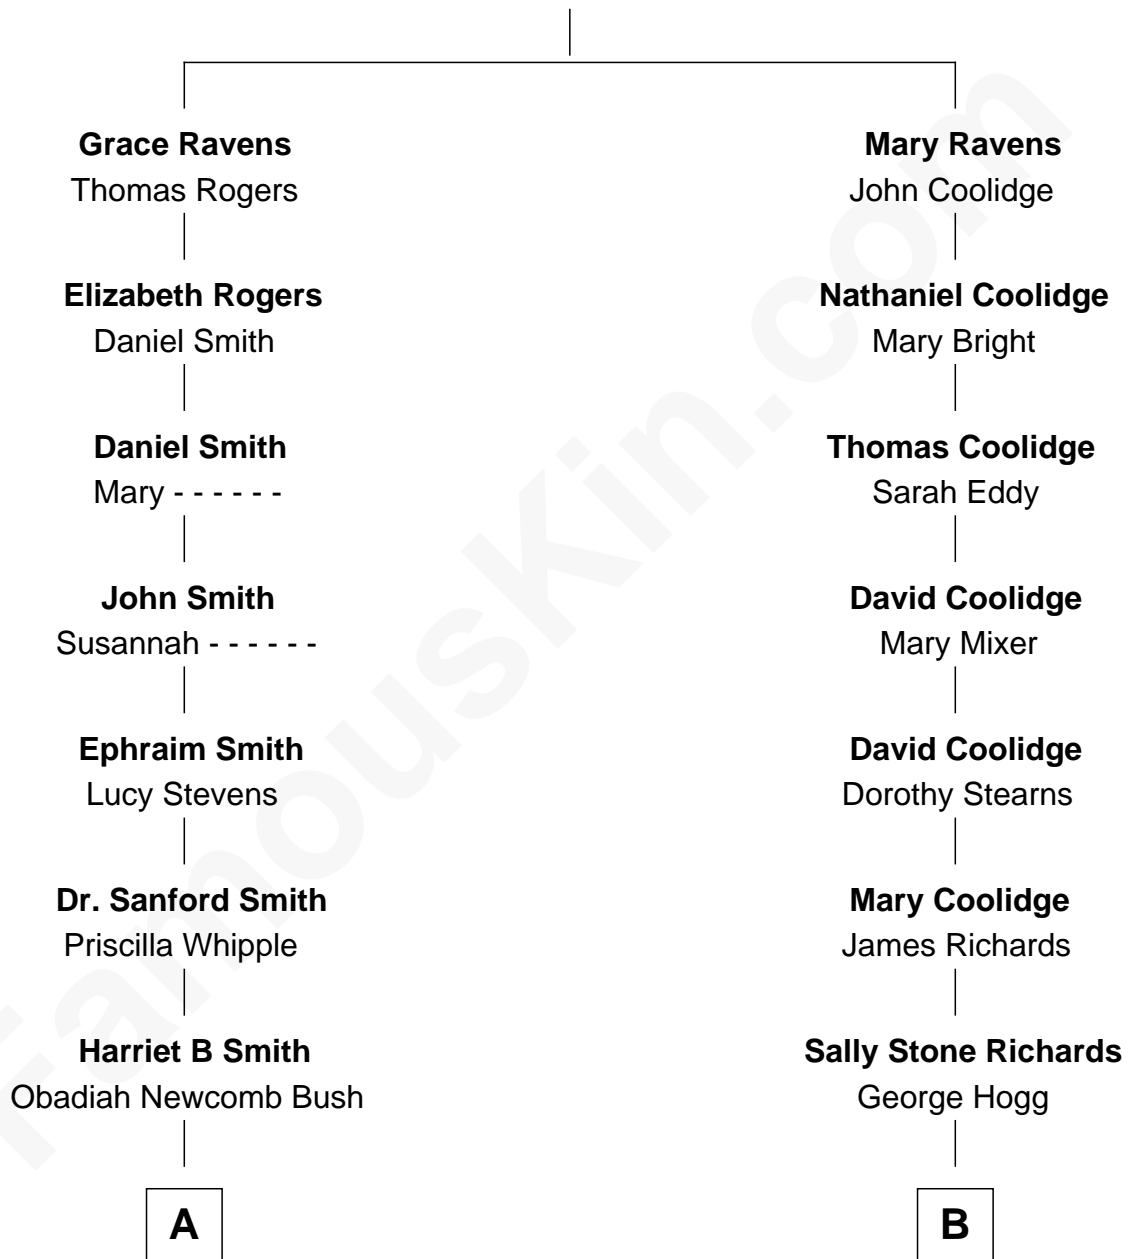 Grace Ravens
Thomas Rogers
Mary Ravens
John Coolidge
Elizabeth Rogers
Daniel Smith
Nathaniel Coolidge
Mary Bright
Daniel Smith
Mary - - - - - -
Thomas Coolidge
Sarah Eddy
John Smith
Susannah - - - - - -
David Coolidge
Mary Mixer
Ephraim Smith
Lucy Stevens
David Coolidge
Dorothy Stearns
Dr. Sanford Smith
Priscilla Whipple
Mary Coolidge
James Richards
Harriet B Smith
Obadiah Newcomb Bush
Sally Stone Richards
George Hogg
A
B
FamousKin.com